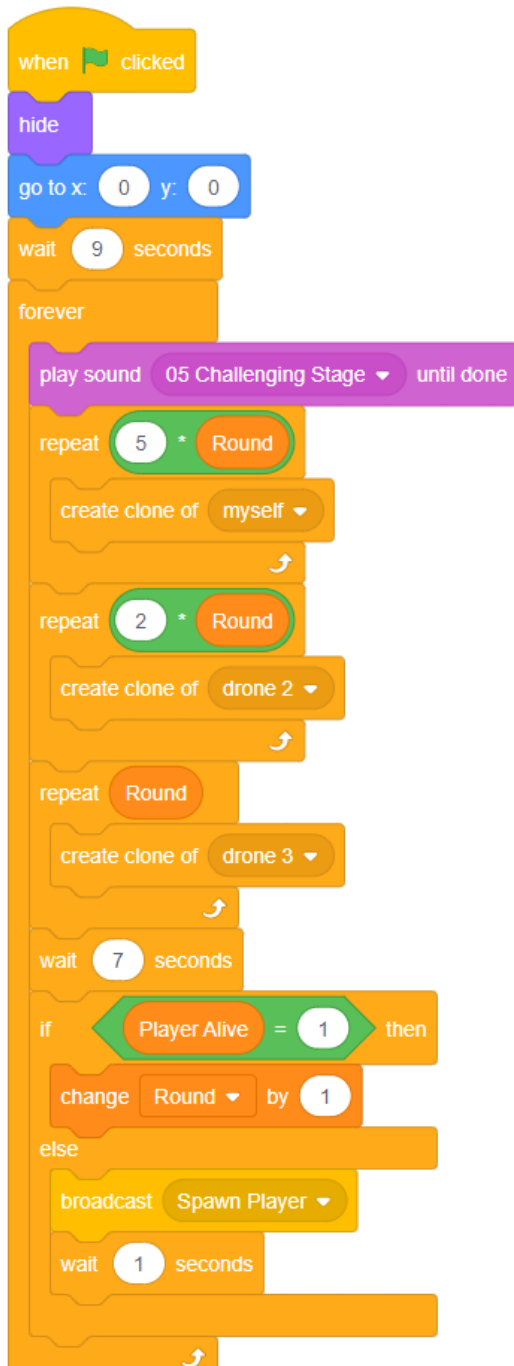 when clicked
hide
go to x: 0 y: 0
wait 9 seconds
forever
play sound 05 Challenging Stage until done
repeat 5 * Round
create clone of myself
repeat 2 * Round
create clone of drone 2
repeat Round
create clone of drone 3
wait 7 seconds
if Player Alive = 1 then
change Round by 1
else
broadcast Spawn Player
wait 1 seconds